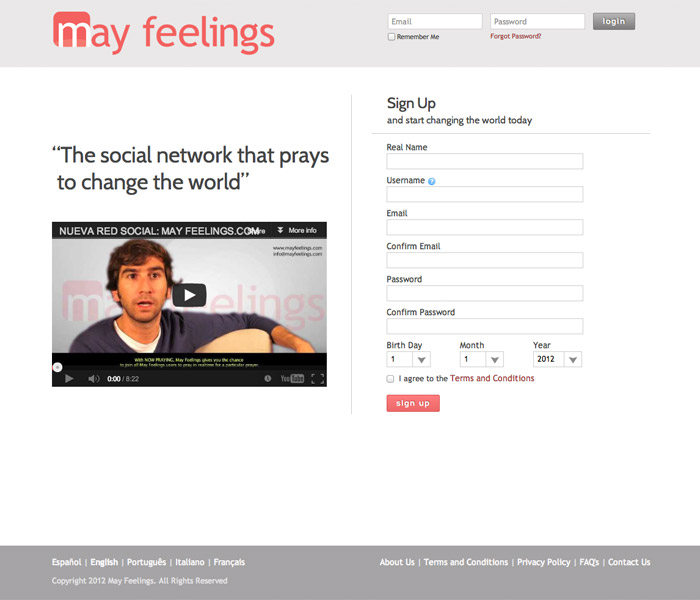 may feelings
Email
Password
login
Remember Me
Forgot Password?
“The social network that prays
to change the world”
NUEVA RED SOCIAL: MAY FEELINGS.COM
More info
www.mayfeelings.com
info@mayfeelings.com
may feelings
With NOW PRAYING, May Feelings gives you the chance
to join all May Feelings users to pray in realtime for a particular prayer
0:00 / 8:22
YouTube
Sign Up
and start changing the world today
Real Name
Username ?
Email
Confirm Email
Password
Confirm Password
Birth Day Month Year
1 1 2012
I agree to the Terms and Conditions
sign up
Español | English | Português | Italiano | Français
About Us | Terms and Conditions | Privacy Policy | FAQ's | Contact Us
Copyright 2012 May Feelings. All Rights Reserved